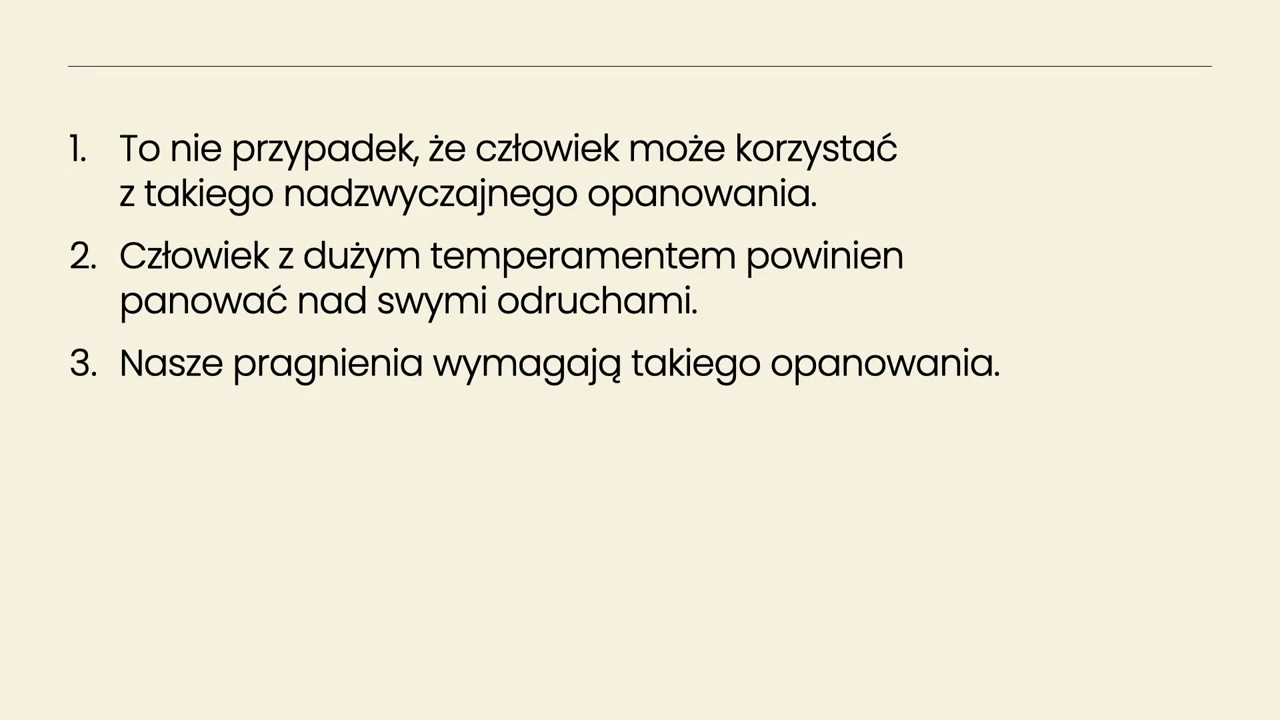 1. To nie przypadek, że człowiek może korzystać
z takiego nadzwyczajnego opanowania.
2. Człowiek z dużym temperamentem powinien
panować nad swymi odruchami.
3. Nasze pragnienia wymagają takiego opanowania.